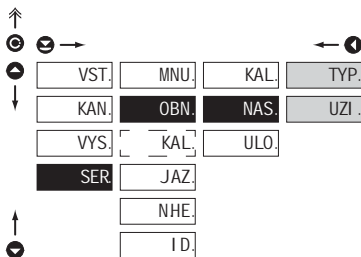 VST. MNU. KAL. TYP.
KAN. OBN. NAS. UZI.
VYS. KAL. ULO.
SER. JAZ.
NHE.
ID.